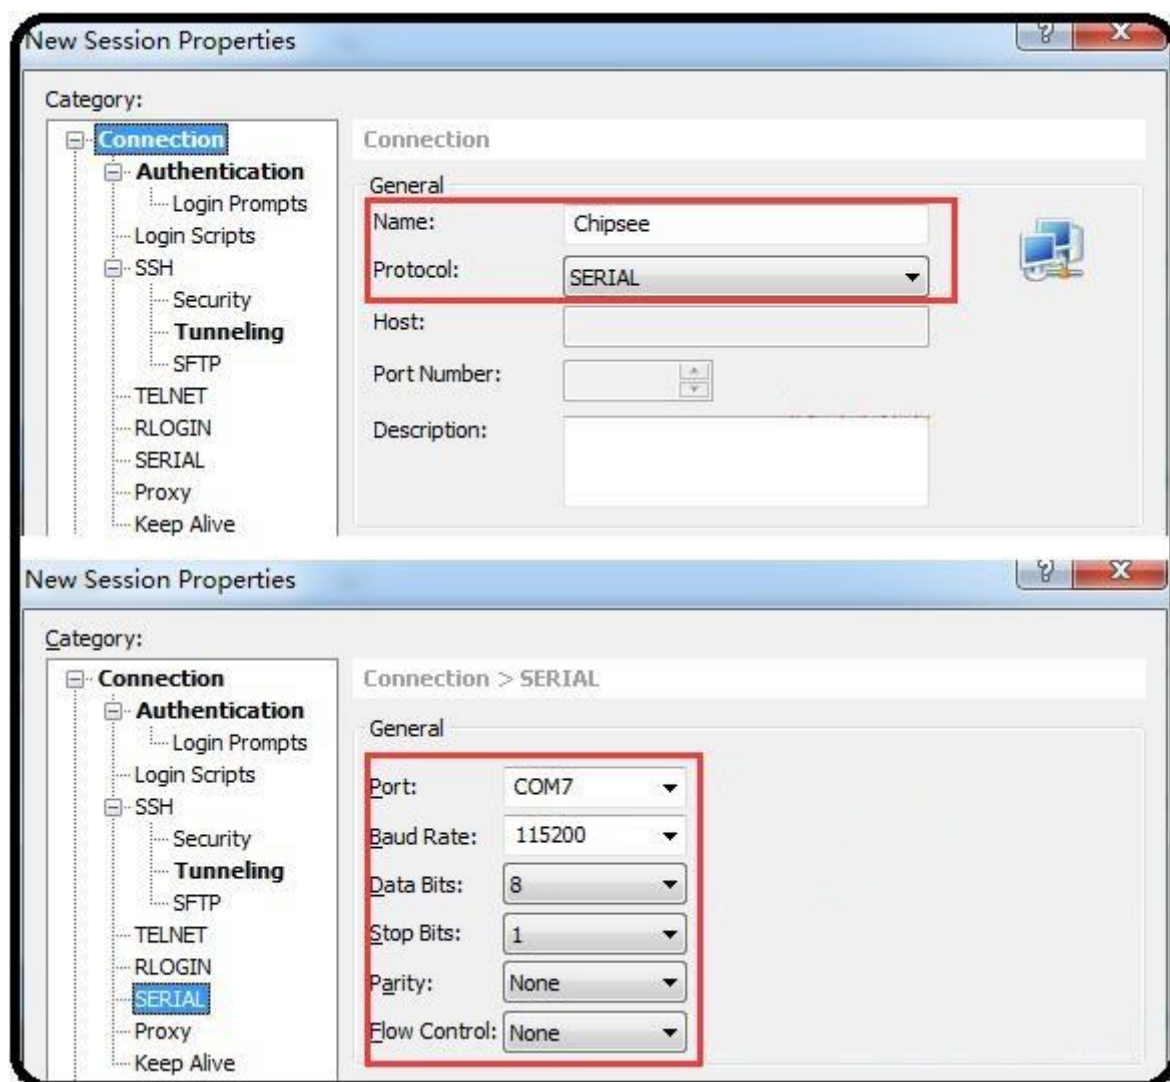 New Session Properties
Category:
Connection
Authentication
Login Prompts
Login Scripts
SSH
Security
Tunneling
SFTP
TELNET
RLOGIN
SERIAL
Proxy
Keep Alive
Connection
General
Name: Chipsee
Protocol: SERIAL
Host:
Port Number:
Description:
New Session Properties
Category:
Connection
Authentication
Login Prompts
Login Scripts
SSH
Security
Tunneling
SFTP
TELNET
RLOGIN
SERIAL
Proxy
Keep Alive
Connection > SERIAL
General
Port: COM7
Baud Rate: 115200
Data Bits: 8
Stop Bits: 1
Parity: None
Flow Control: None